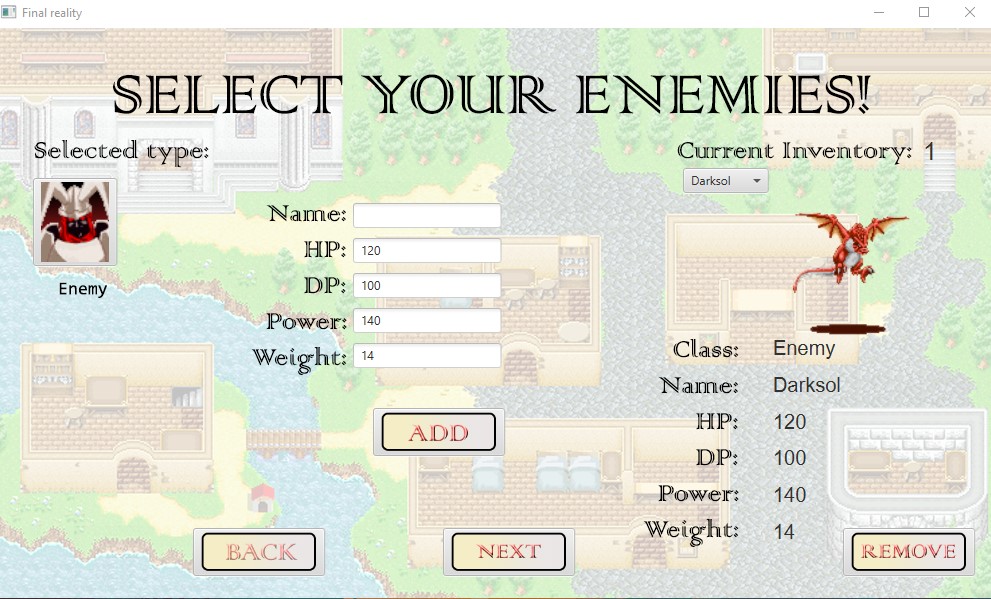 Final reality
SELECT YOUR ENEMIES!
Selected type:
Enemy
Name:
HP: 120
DP: 100
Power: 140
Weight: 14
ADD
Current Inventory: 1
Darksol
Class: Enemy
Name: Darksol
HP: 120
DP: 100
Power: 140
Weight: 14
BACK
NEXT
REMOVE